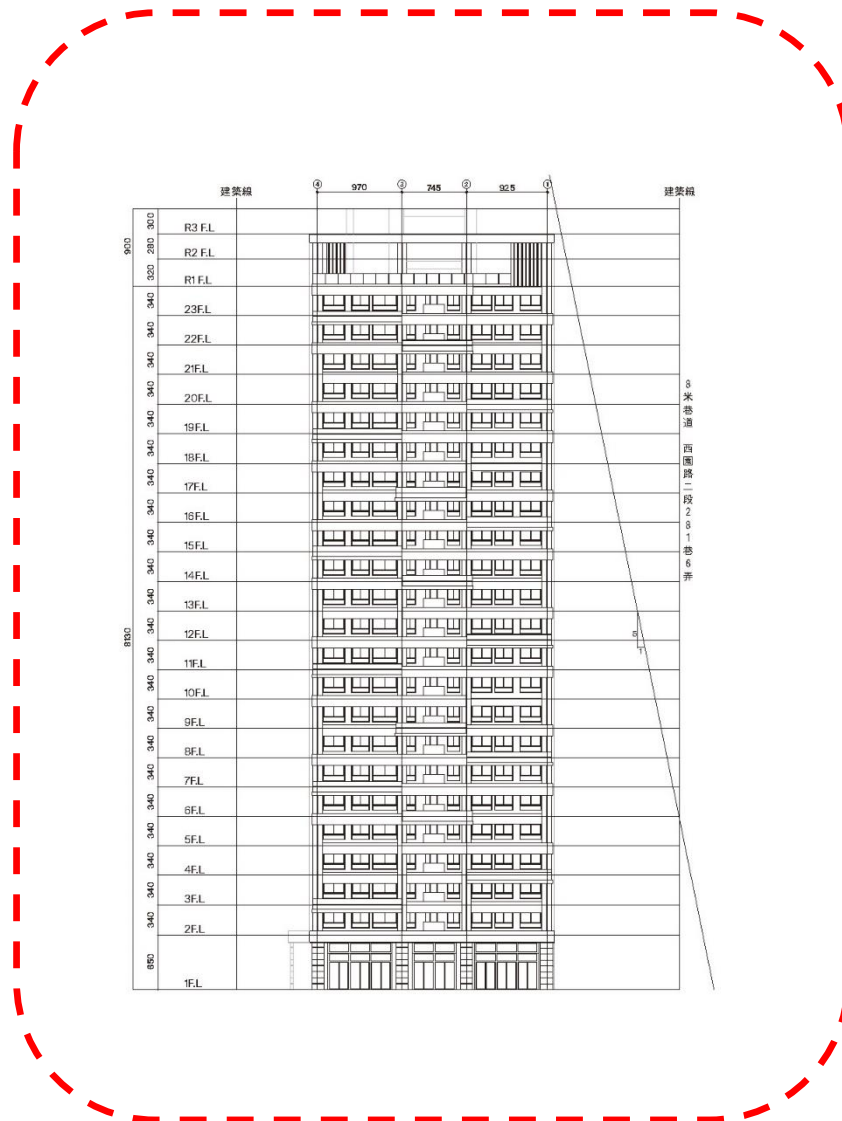 ④ ③ ② ①
建築線 970 745 925 建築線
300 R3 F.L
900 280 R2 F.L
320 R1 F.L
340 23F.L
340 22F.L
340 21F.L
340 20F.L
340 19F.L
340 18F.L
340 17F.L
340 16F.L
340 15F.L
340 14F.L
340 13F.L
8130 340 12F.L
340 11F.L
340 10F.L
340 9F.L
340 8F.L
340 7F.L
340 6F.L
340 5F.L
340 4F.L
340 3F.L
340 2F.L
650 1F.L
8米巷道 西園路二段281巷6弄
5
1